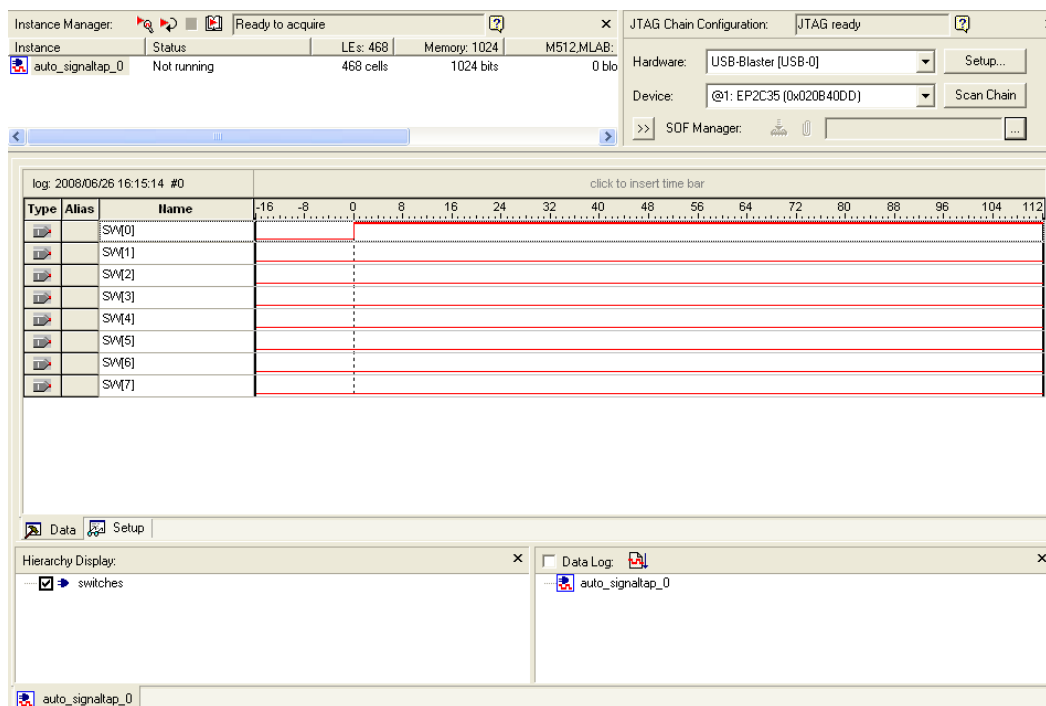 Instance Manager: Ready to acquire
Instance Status LEs: 468 Memory: 1024 M512,MLAB:
auto_signaltap_0 Not running 468 cells 1024 bits 0 blo
JTAG Chain Configuration: JTAG ready
Hardware: USB-Blaster [USB-0] Setup...
Device: @1: EP2C35 (0x020B40DD) Scan Chain
>> SOF Manager: ...
log: 2008/06/26 16:15:14 #0 click to insert time bar
Type Alias Name -16 -8 0 8 16 24 32 40 48 56 64 72 80 88 96 104 112
SW[0]
SW[1]
SW[2]
SW[3]
SW[4]
SW[5]
SW[6]
SW[7]
Data Setup
Hierarchy Display:
switches
Data Log:
auto_signaltap_0
auto_signaltap_0